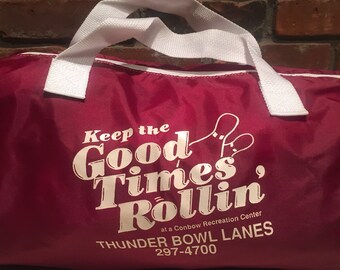 Keep the
Good
Times
Rollin'
at a Conbow Recreation Center
THUNDER BOWL LANES
297-4700